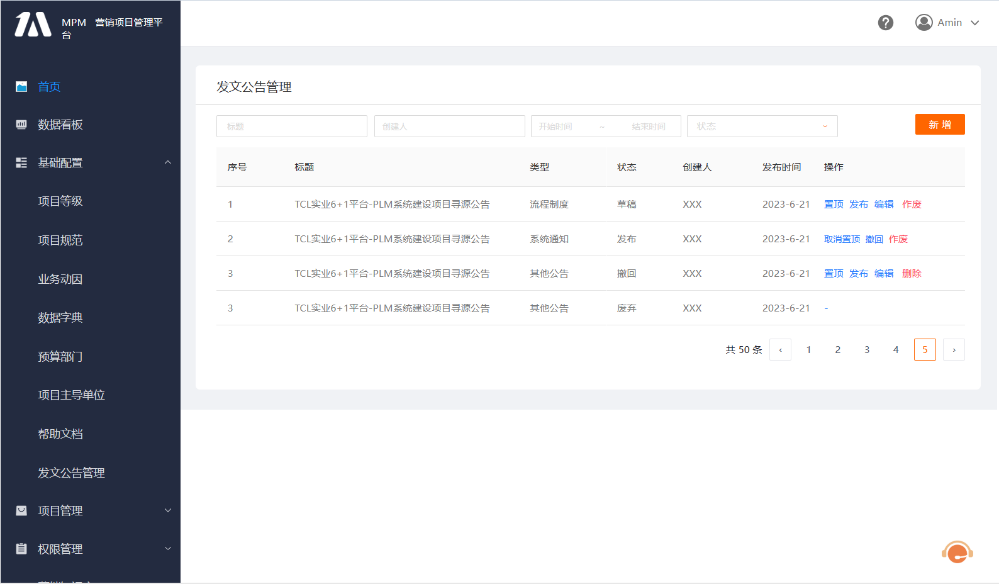 MPM 营销项目管理平
台
Amin
首页
数据看板
基础配置
项目等级
项目规范
业务动因
数据字典
预算部门
项目主导单位
帮助文档
发文公告管理
项目管理
权限管理
发文公告管理
标题 创建人 开始时间 ~ 结束时间 状态 新 增
序号 标题 类型 状态 创建人 发布时间 操作
1 TCL实业6+1平台-PLM系统建设项目寻源公告 流程制度 草稿 XXX 2023-6-21 置顶 发布 编辑 作废
2 TCL实业6+1平台-PLM系统建设项目寻源公告 系统通知 发布 XXX 2023-6-21 取消置顶 撤回 作废
3 TCL实业6+1平台-PLM系统建设项目寻源公告 其他公告 撤回 XXX 2023-6-21 置顶 发布 编辑 删除
3 TCL实业6+1平台-PLM系统建设项目寻源公告 其他公告 废弃 XXX 2023-6-21 -
共 50 条 ‹ 1 2 3 4 5 ›